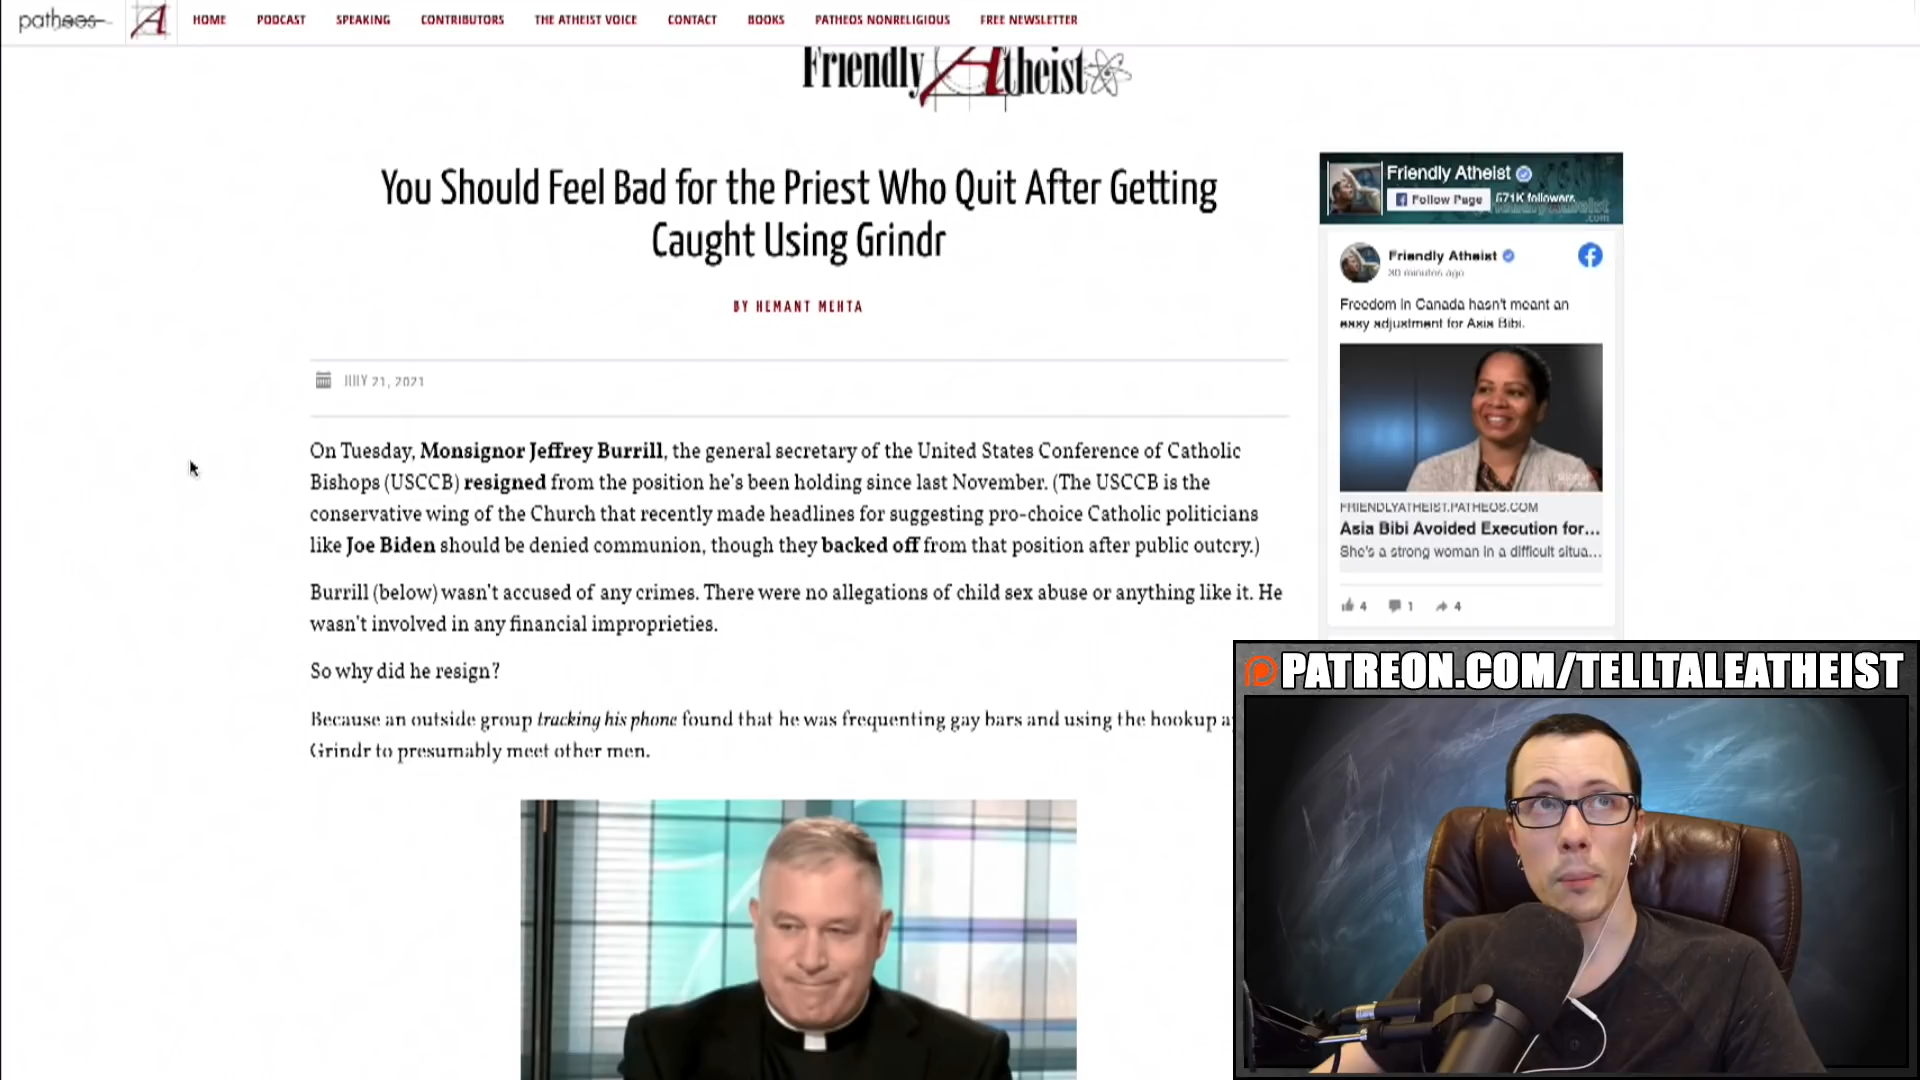 patheos
A
HOME
PODCAST
SPEAKING
CONTRIBUTORS
THE ATHEIST VOICE
CONTACT
BOOKS
PATHEOS NONRELIGIOUS
FREE NEWSLETTER
Friendly Atheist
You Should Feel Bad for the Priest Who Quit After Getting
Caught Using Grindr
BY HEMANT MEHTA
JULY 21, 2021
On Tuesday, Monsignor Jeffrey Burrill, the general secretary of the United States Conference of Catholic
Bishops (USCCB) resigned from the position he's been holding since last November. (The USCCB is the
conservative wing of the Church that recently made headlines for suggesting pro-choice Catholic politicians
like Joe Biden should be denied communion, though they backed off from that position after public outcry.)
Burrill (below) wasn't accused of any crimes. There were no allegations of child sex abuse or anything like it. He
wasn't involved in any financial improprieties.
So why did he resign?
Because an outside group tracking his phone found that he was frequenting gay bars and using the hookup
Grindr to presumably meet other men.
Friendly Atheist
Follow Page
671K followers
.com
Friendly Atheist
30 minutes ago
Freedom in Canada hasn't meant an
easy adjustment for Asia Bibi.
FRIENDLYATHEIST.PATHEOS.COM
Asia Bibi Avoided Execution for...
She's a strong woman in a difficult situa...
4
1
4
PATREON.COM/TELLTALEATHEIST